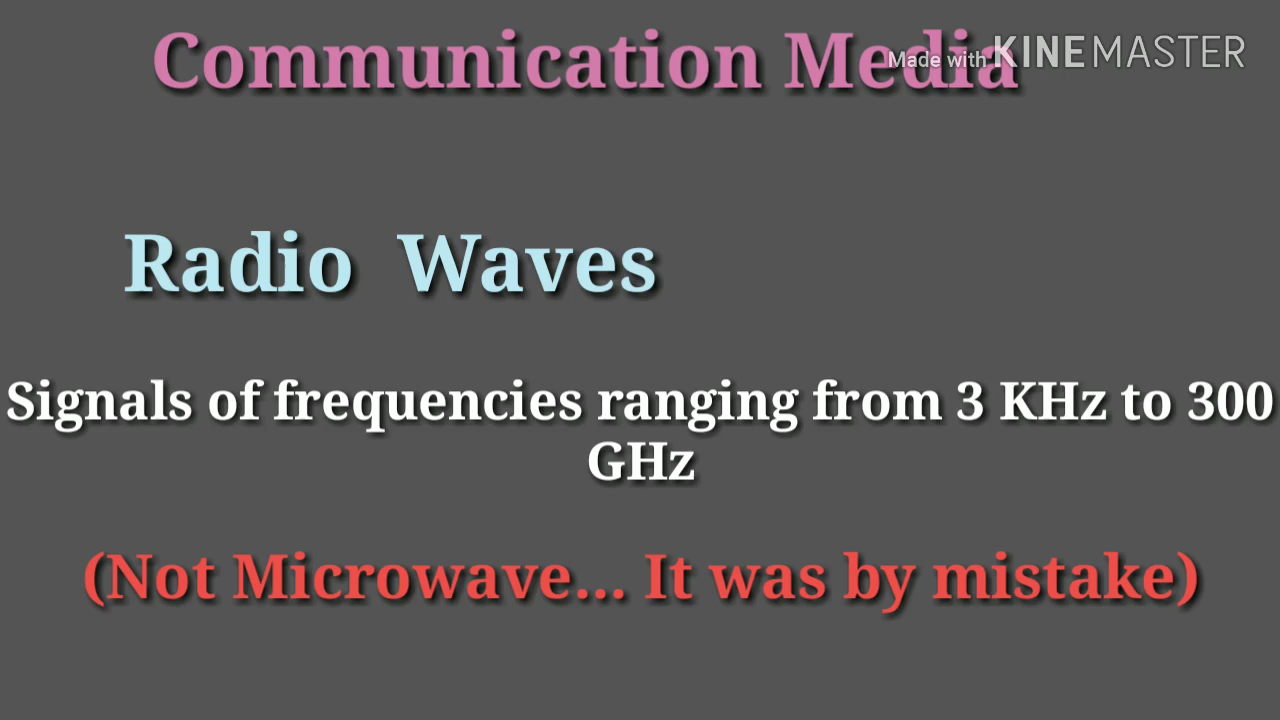 Communication Media
Made with KINEMASTER
Radio Waves
Signals of frequencies ranging from 3 KHz to 300
GHz
(Not Microwave... It was by mistake)